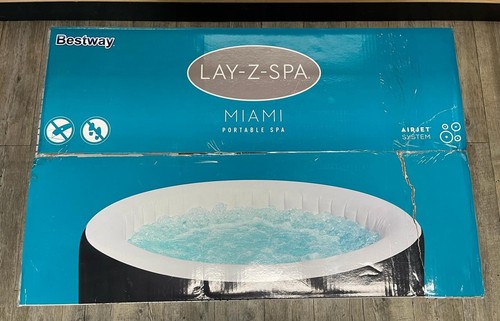 Bestway
LAY-Z-SPA
MIAMI
PORTABLE SPA
AIRJET
SYSTEM